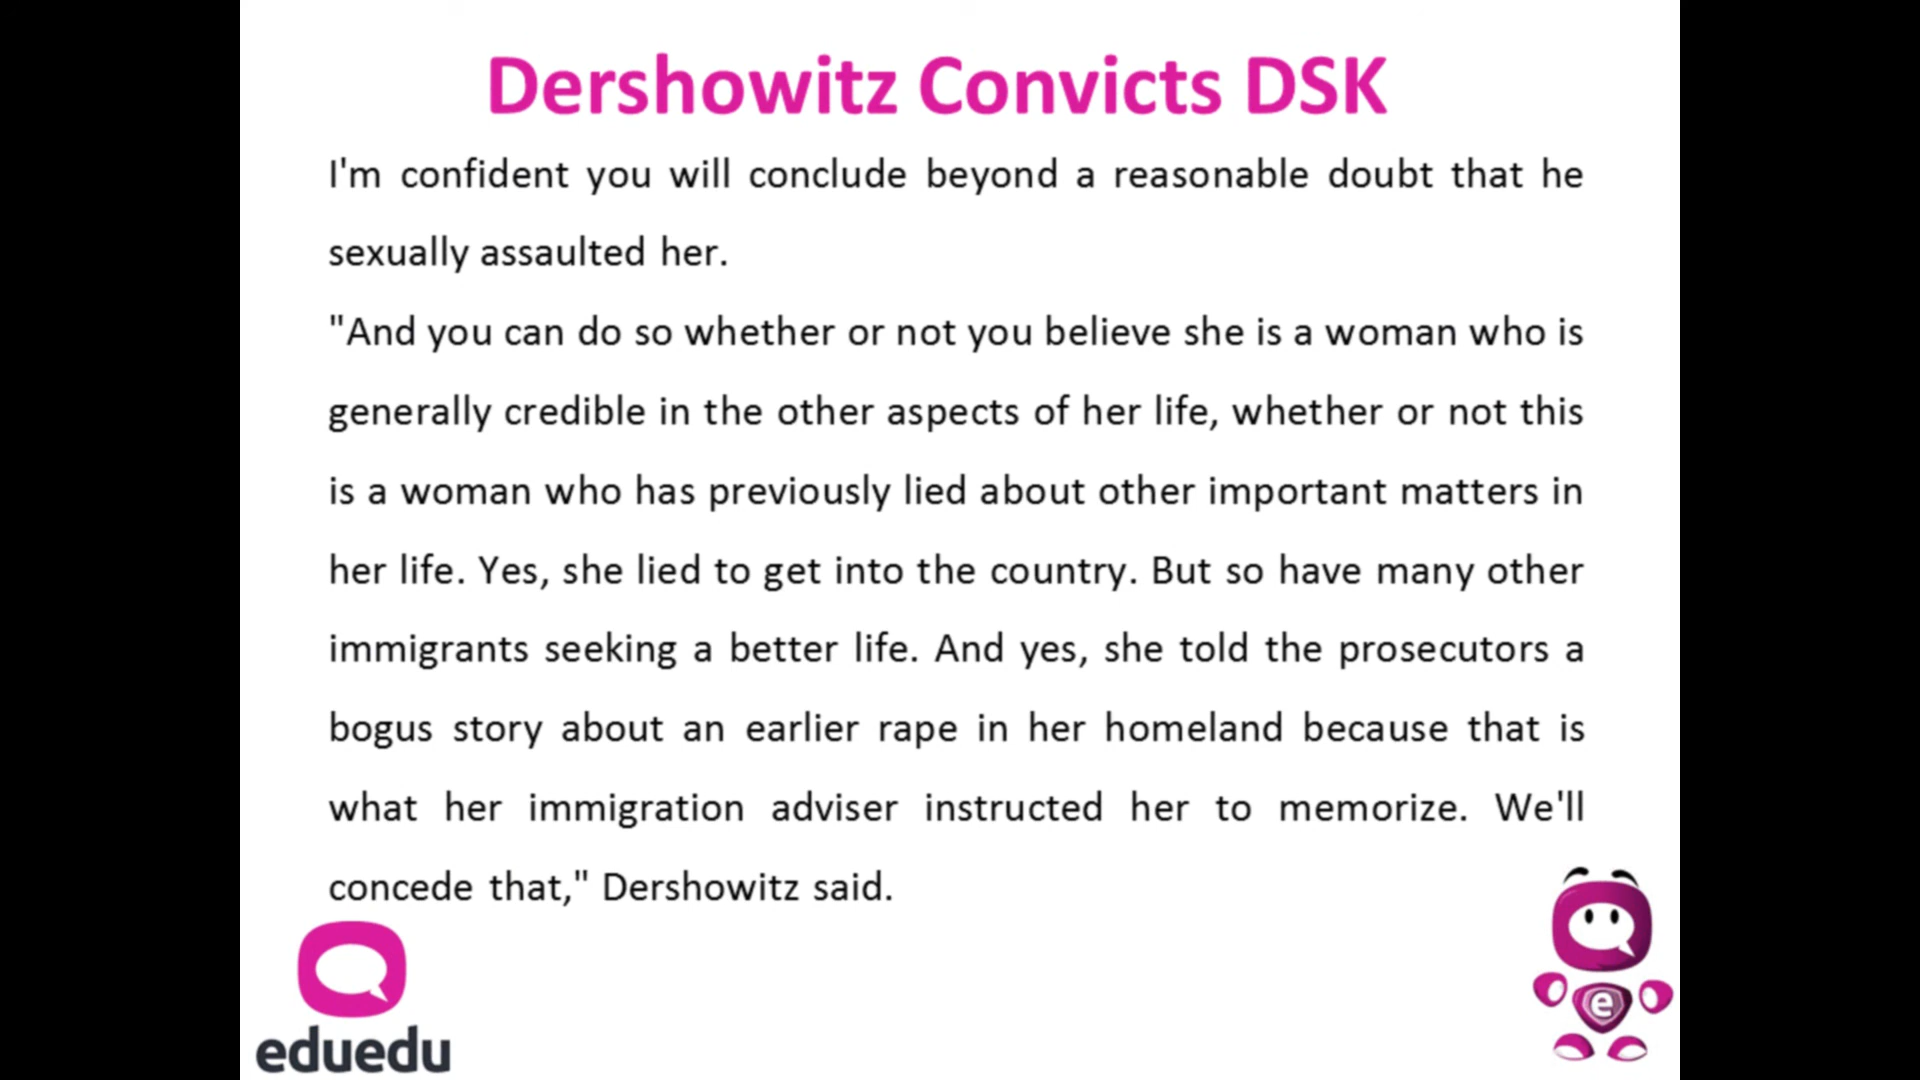 Dershowitz Convicts DSK
I'm confident you will conclude beyond a reasonable doubt that he
sexually assaulted her.
"And you can do so whether or not you believe she is a woman who is
generally credible in the other aspects of her life, whether or not this
is a woman who has previously lied about other important matters in
her life. Yes, she lied to get into the country. But so have many other
immigrants seeking a better life. And yes, she told the prosecutors a
bogus story about an earlier rape in her homeland because that is
what her immigration adviser instructed her to memorize. We'll
concede that," Dershowitz said.
eduedu
e